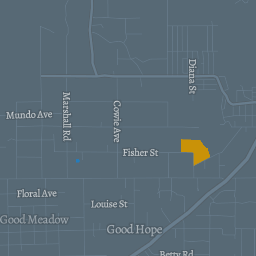 Diana St
Marshall Rd
Cowie Ave
Mundo Ave
Fisher St
Floral Ave
Louise St
Good Meadow
Good Hope
Betty Rd